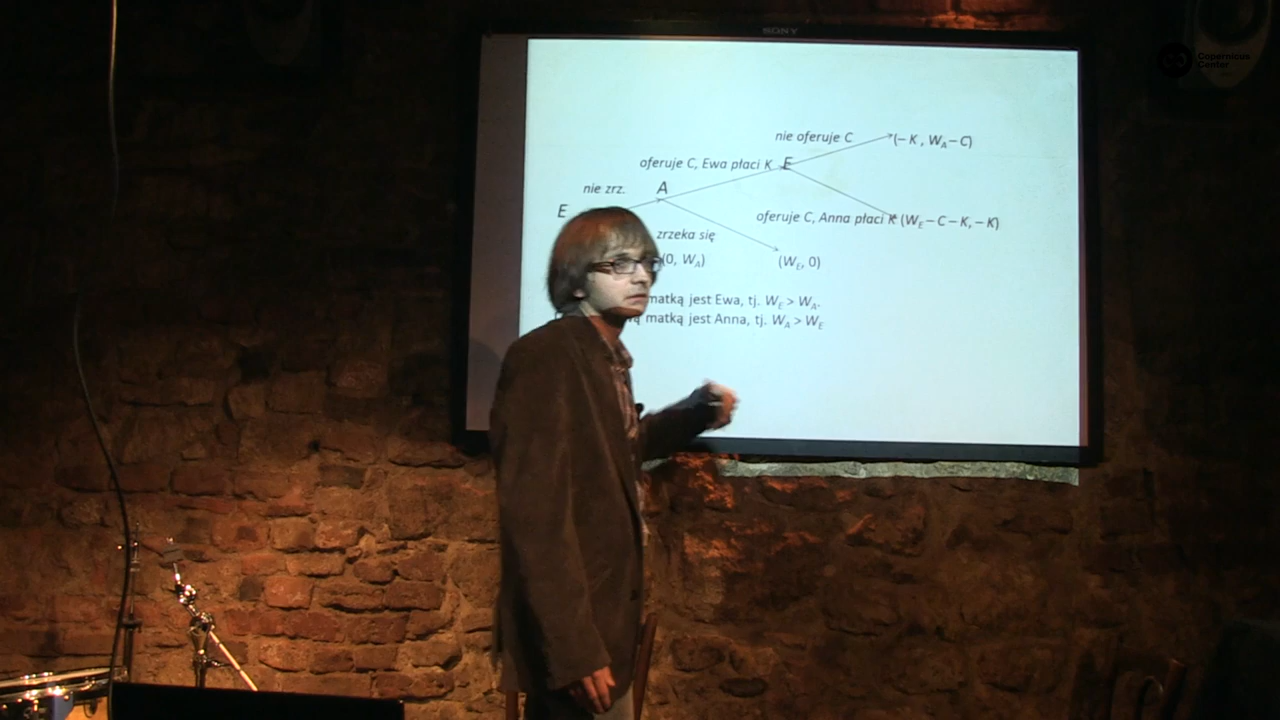 SONY
Copernicus
Center
nie oferuje C
(– K , W_A – C)
oferuje C, Ewa płaci K
E
nie zrz.
A
E
oferuje C, Anna płaci K
(W_E – C – K, – K)
zrzeka się
(0, W_A)
(W_E, 0)
matką jest Ewa, tj. W_E > W_A.
matką jest Anna, tj. W_A > W_E